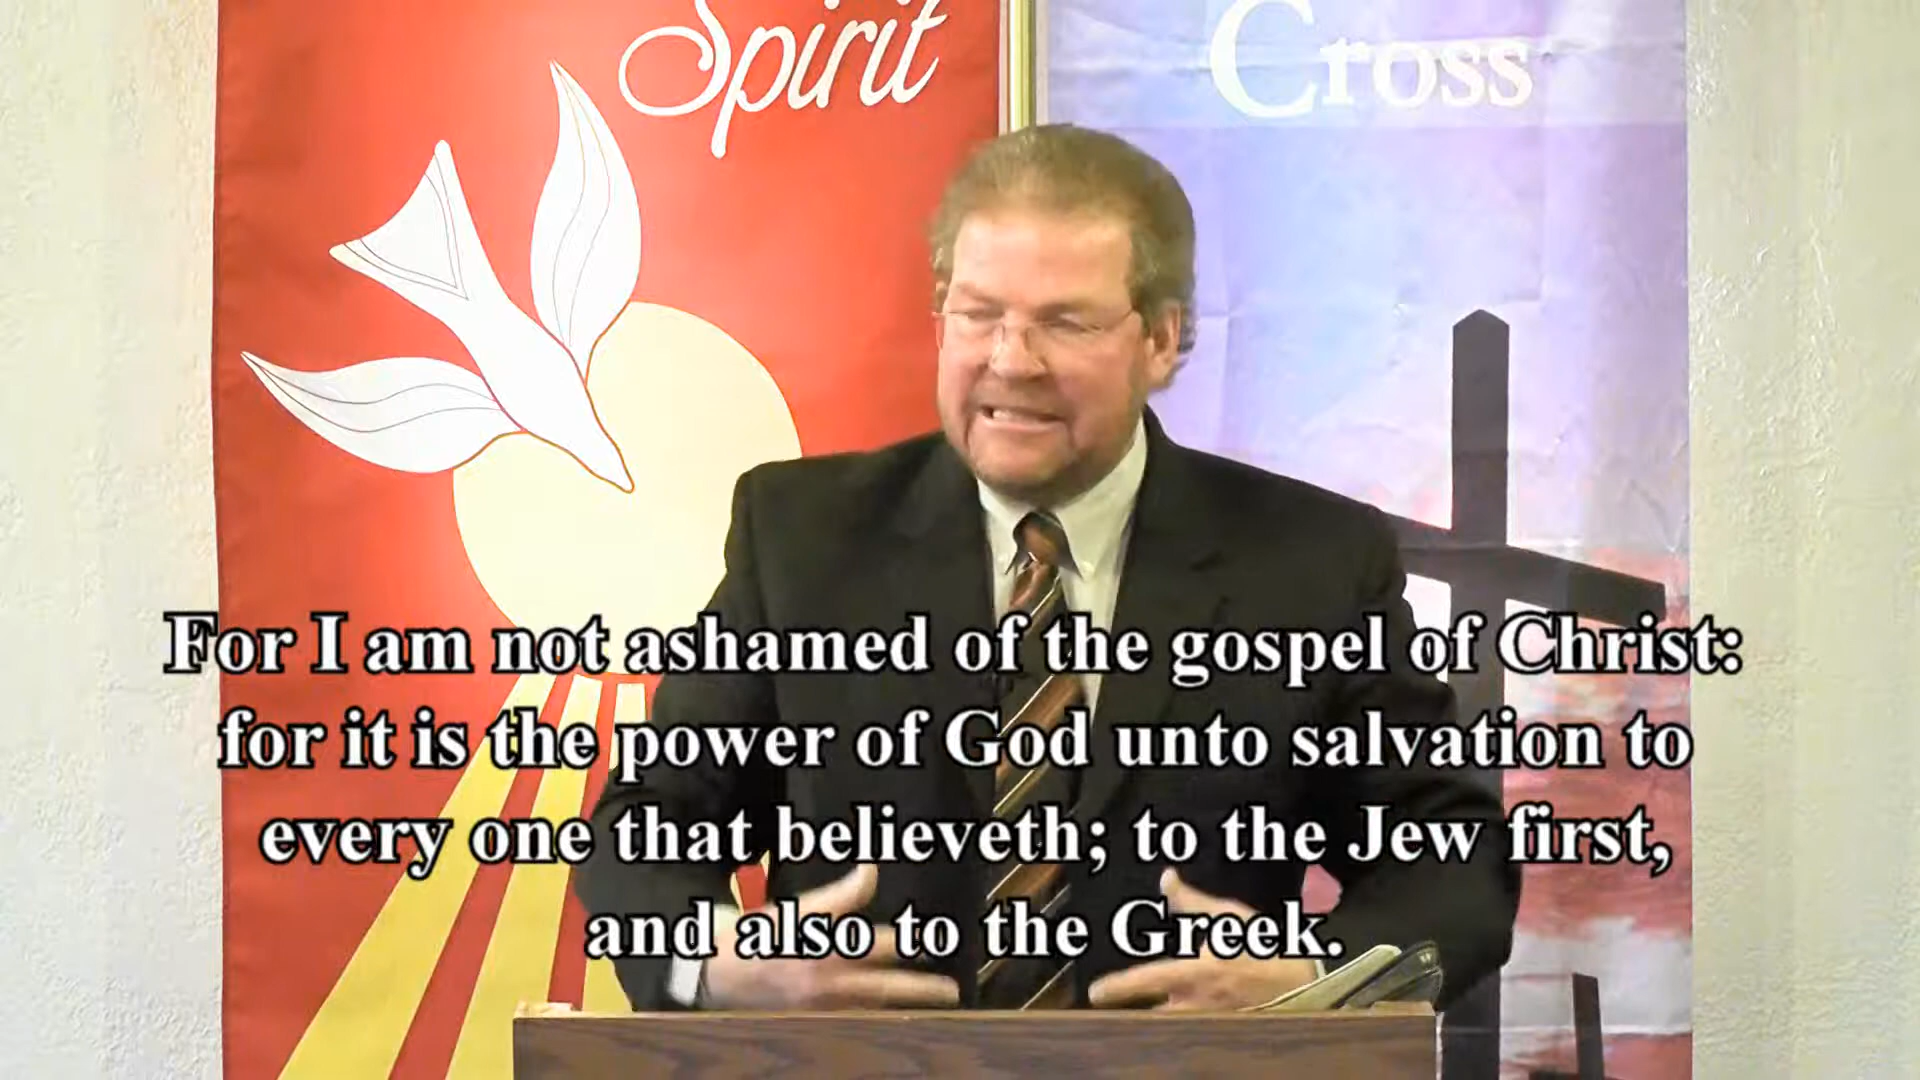 Spirit
Cross
For I am not ashamed of the gospel of Christ:
for it is the power of God unto salvation to
every one that believeth; to the Jew first,
and also to the Greek.